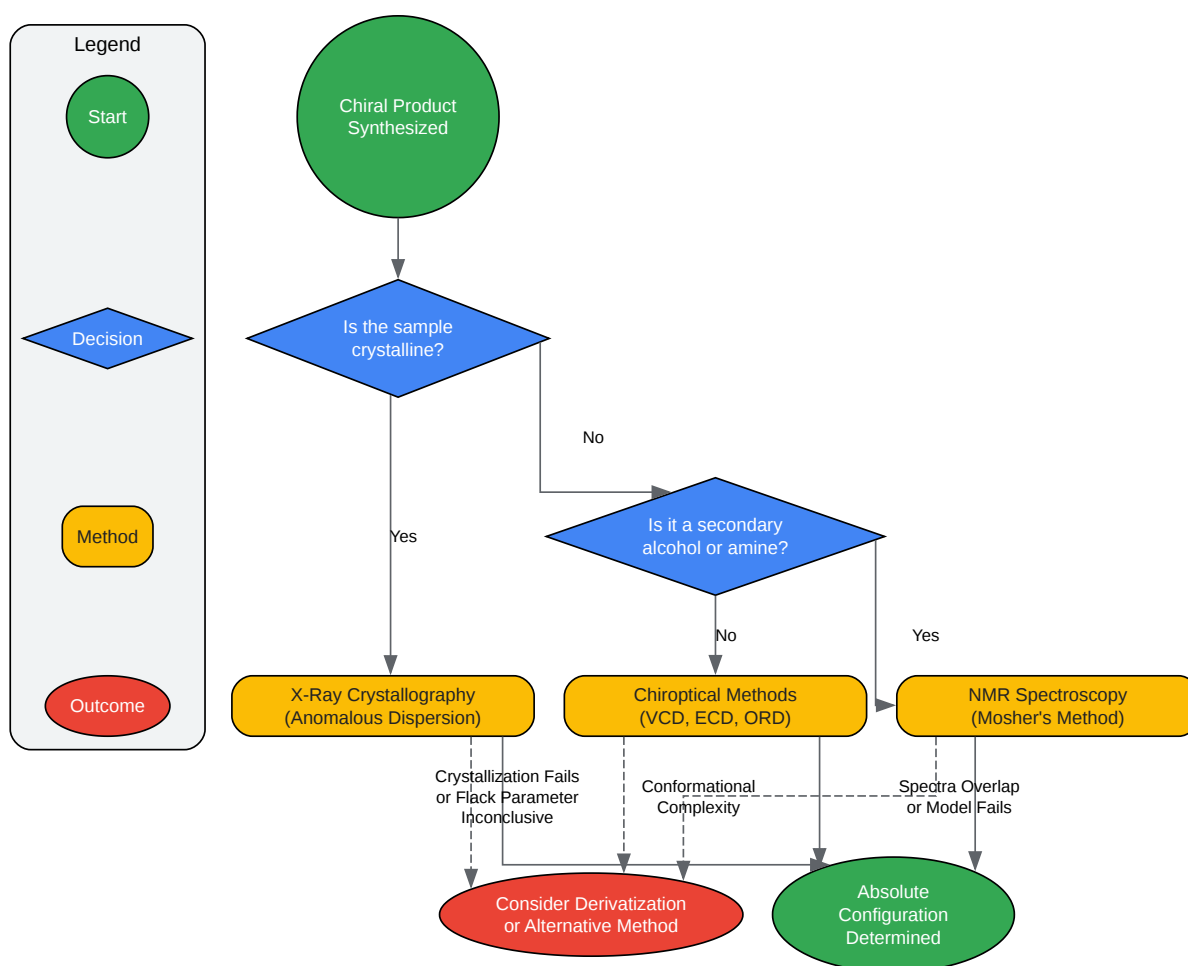 Legend
Start
Decision
Method
Outcome
Chiral Product
Synthesized
Is the sample
crystalline?
No
Yes
Is it a secondary
alcohol or amine?
No
Yes
X-Ray Crystallography
(Anomalous Dispersion)
Chiroptical Methods
(VCD, ECD, ORD)
NMR Spectroscopy
(Mosher's Method)
Crystallization Fails
or Flack Parameter
Inconclusive
Conformational
Complexity
Spectra Overlap
or Model Fails
Consider Derivatization
or Alternative Method
Absolute
Configuration
Determined